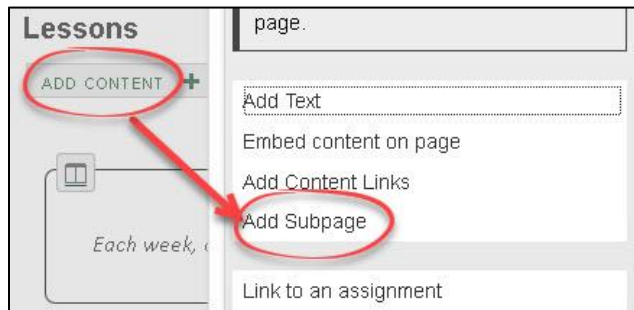 Lessons
ADD CONTENT +
Each week,
page.
Add Text
Embed content on page
Add Content Links
Add Subpage
Link to an assignment